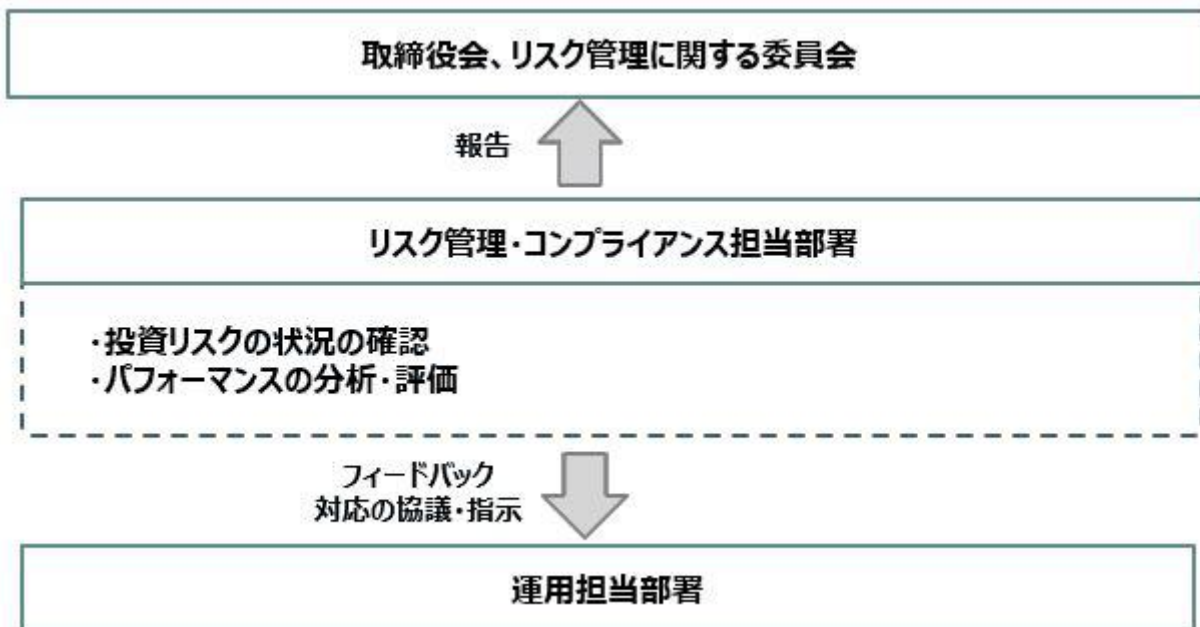 取締役会、リスク管理に関する委員会
報告
リスク管理・コンプライアンス担当部署
・投資リスクの状況の確認
・パフォーマンスの分析・評価
フィードバック
対応の協議・指示
運用担当部署